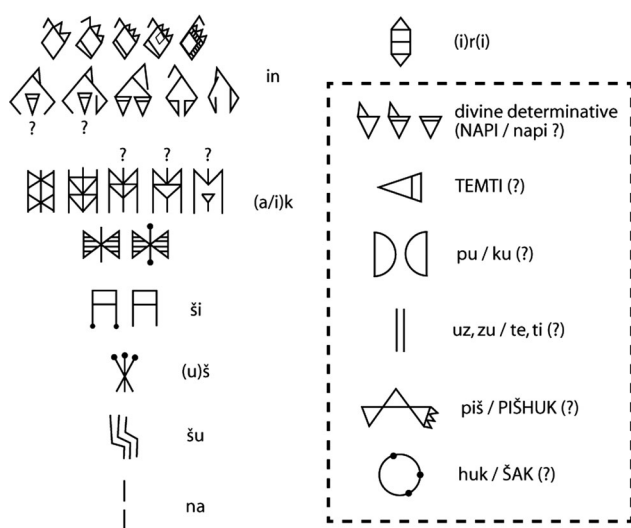 in
? ?
? ? ?
(a/i)k
ši
(u)š
šu
na
(i)r(i)
divine determinative
(NAPI / napi ?)
TEMTI (?)
pu / ku (?)
uz, zu / te, ti (?)
piš / PIŠHUK (?)
huk / ŠAK (?)